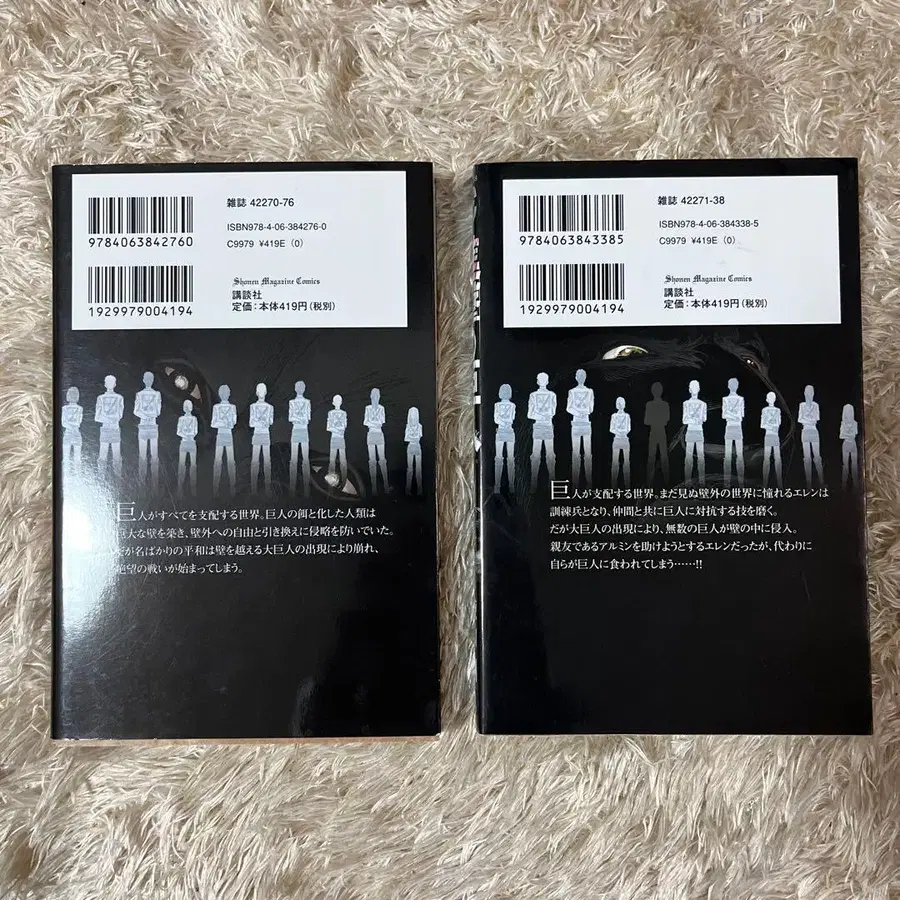 雑誌 42270-76
ISBN978-4-06-384276-0
C9979 ¥419E (0)
9784063842760
Shonen Magazine Comics
講談社
定価:本体419円(税別)
1929979004194
巨人がすべてを支配する世界。巨人の餌と化した人類は
巨大な壁を築き、壁外への自由と引き換えに侵略を防いでいた。
だが名ばかりの平和は壁を越える大巨人の出現により崩れ、
絶望の戦いが始まってしまう。
雑誌 42271-38
ISBN978-4-06-384338-5
C9979 ¥419E (0)
9784063843385
Shonen Magazine Comics
講談社
定価:本体419円(税別)
1929979004194
巨人が支配する世界。まだ見ぬ壁外の世界に憧れるエレンは
訓練兵となり、仲間と共に巨人に対抗する技を磨く。
だが大巨人の出現により、無数の巨人が壁の中に侵入。
親友であるアルミンを助けようとするエレンだったが、代わりに
自らが巨人に食われてしまう……!!